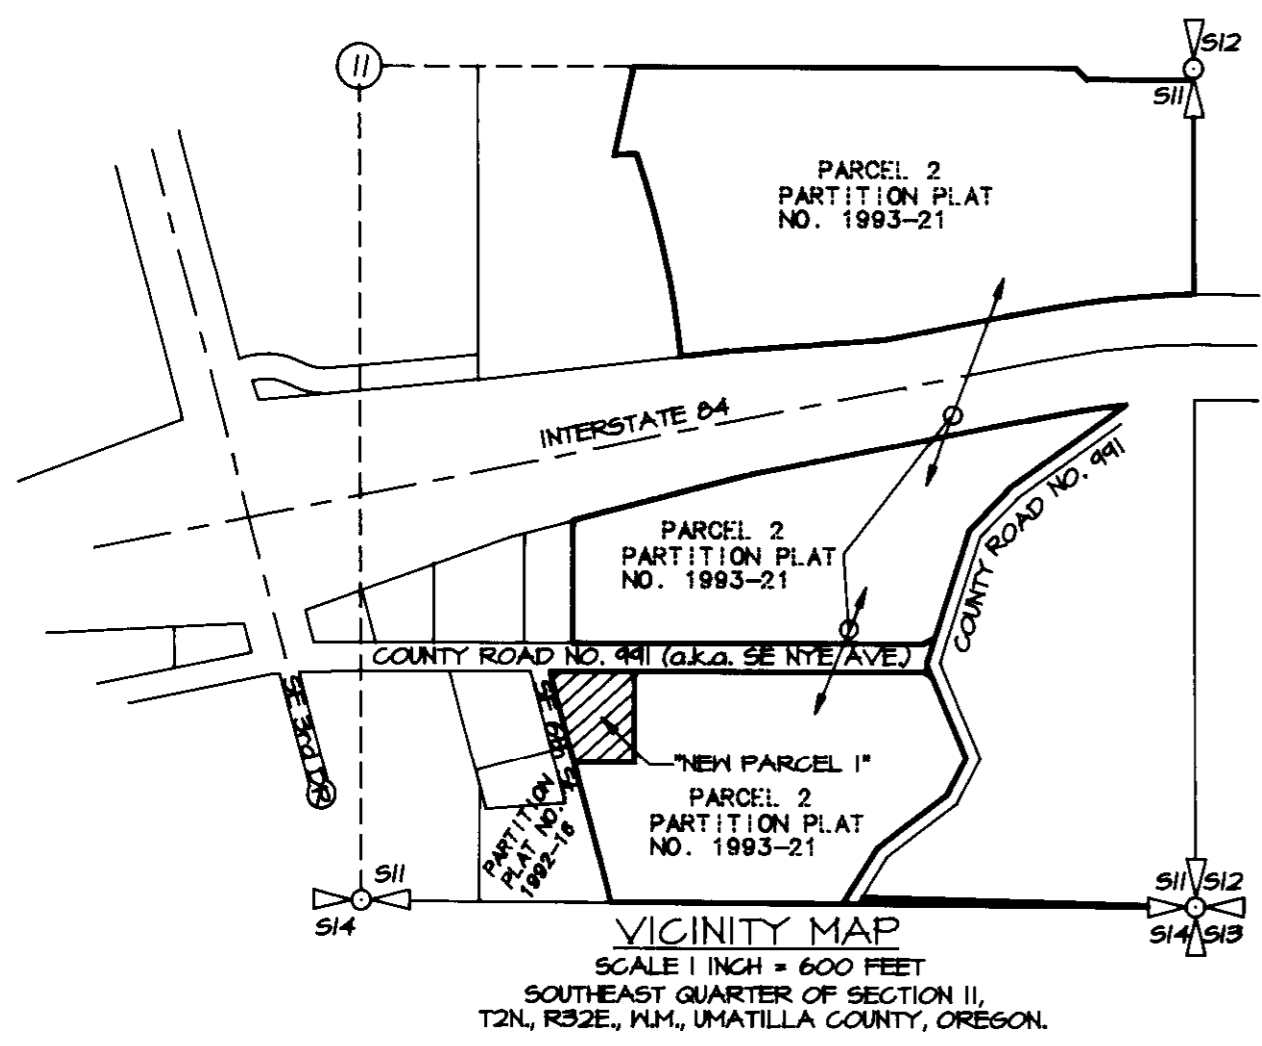 11
S12
S11
PARCEL 2
PARTITION PLAT
NO. 1993-21
INTERSTATE 84
COUNTY ROAD NO. 991
PARCEL 2
PARTITION PLAT
NO. 1993-21
COUNTY ROAD NO. 991 (a.k.a. SE NYE AVE.)
SE 3rd DR
SE 6th St
"NEW PARCEL 1"
PARCEL 2
PARTITION PLAT
NO. 1993-21
PARTITION
PLAT NO.
1992-16
S11
S14
S11 S12
S14 S13
VICINITY MAP
SCALE 1 INCH = 600 FEET
SOUTHEAST QUARTER OF SECTION 11,
T2N., R32E., W.M., UMATILLA COUNTY, OREGON.